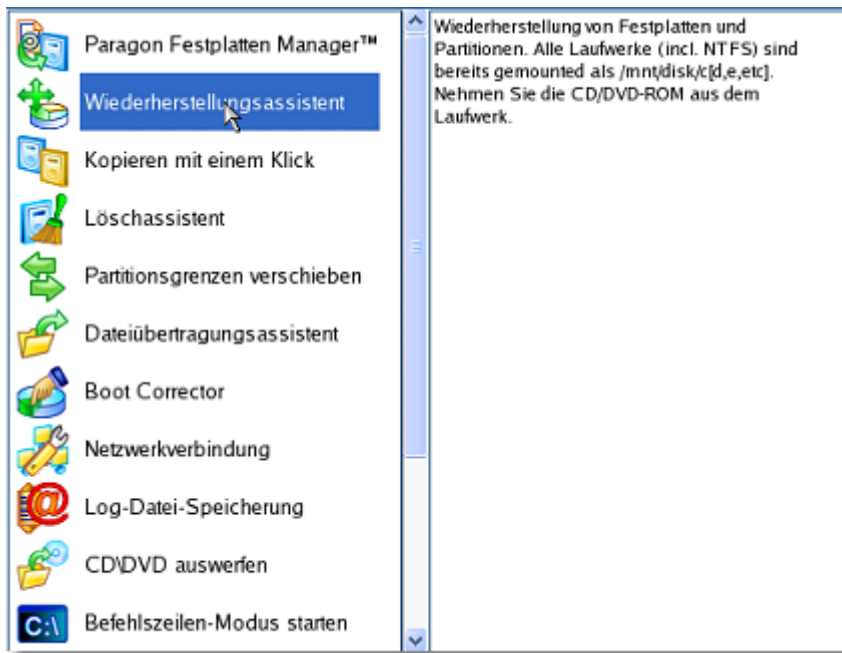 Paragon Festplatten Manager™
Wiederherstellungsassistent
Kopieren mit einem Klick
Löschassistent
Partitionsgrenzen verschieben
Dateiübertragungsassistent
Boot Corrector
Netzwerkverbindung
Log-Datei-Speicherung
CD\DVD auswerfen
C:\
Befehlszeilen-Modus starten
Wiederherstellung von Festplatten und
Partitionen. Alle Laufwerke (incl. NTFS) sind
bereits gemounted als /mnt/disk/c[d,e,etc].
Nehmen Sie die CD/DVD-ROM aus dem
Laufwerk.